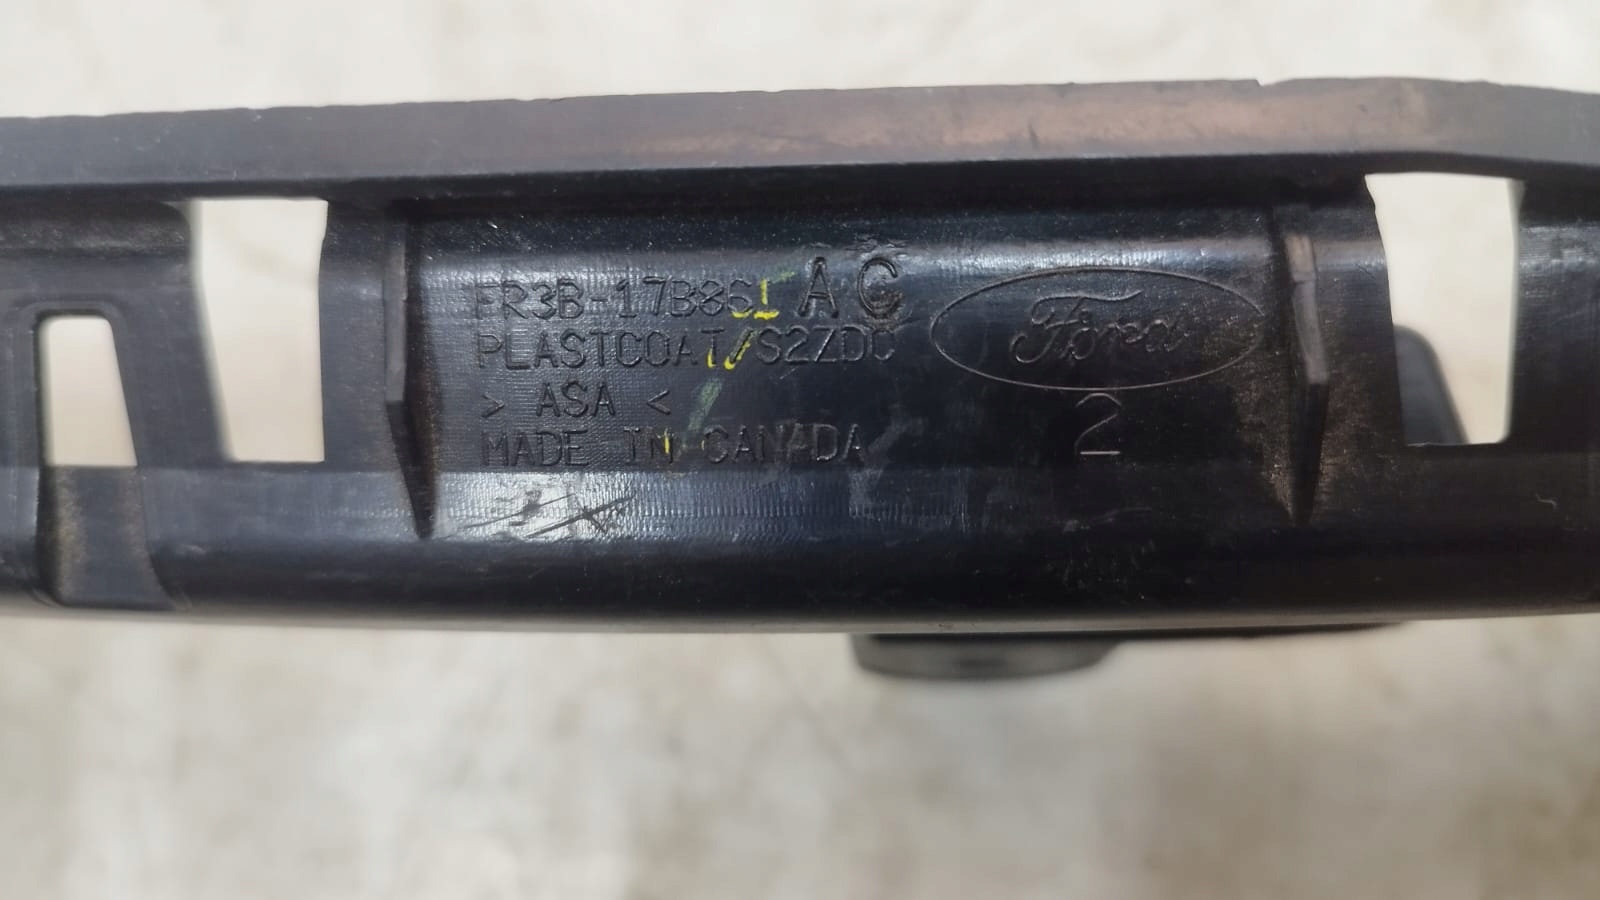 FR3B-17B861 AC
PLASTCOAT/S2ZDC
> ASA <
MADE IN CANADA
Ford
2